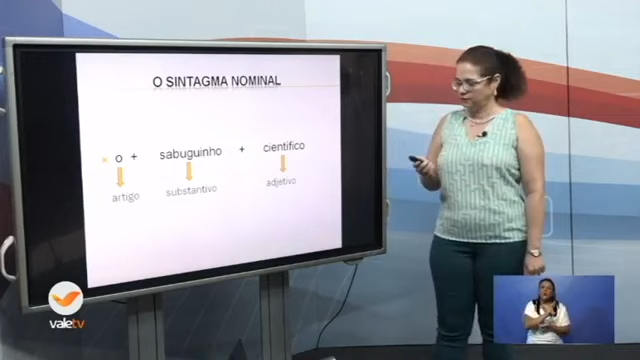 O SINTAGMA NOMINAL
o + sabuguinho + científico
artigo substantivo adjetivo
valetv